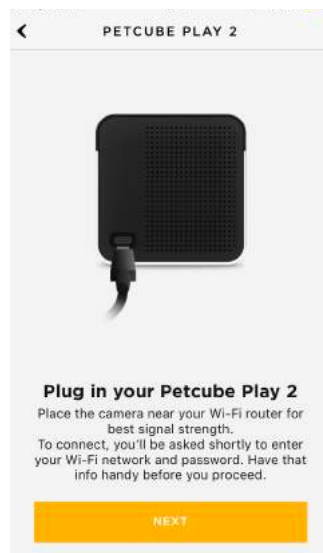 PETCUBE PLAY 2
Plug in your Petcube Play 2
Place the camera near your Wi-Fi router for
best signal strength.
To connect, you'll be asked shortly to enter
your Wi-Fi network and password. Have that
info handy before you proceed.
NEXT